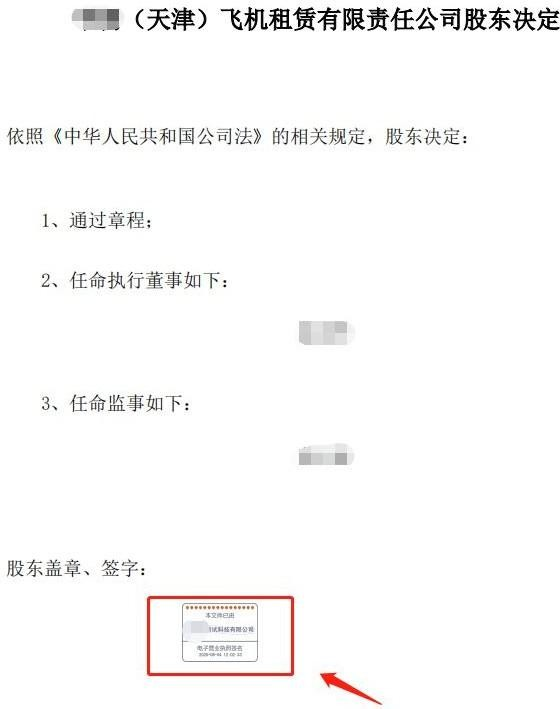 （天津）飞机租赁有限责任公司股东决定
依照《中华人民共和国公司法》的相关规定，股东决定：
1、通过章程；
2、任命执行董事如下：
3、任命监事如下：
股东盖章、签字：
本文件已由
测试科技有限公司
电子营业执照签名